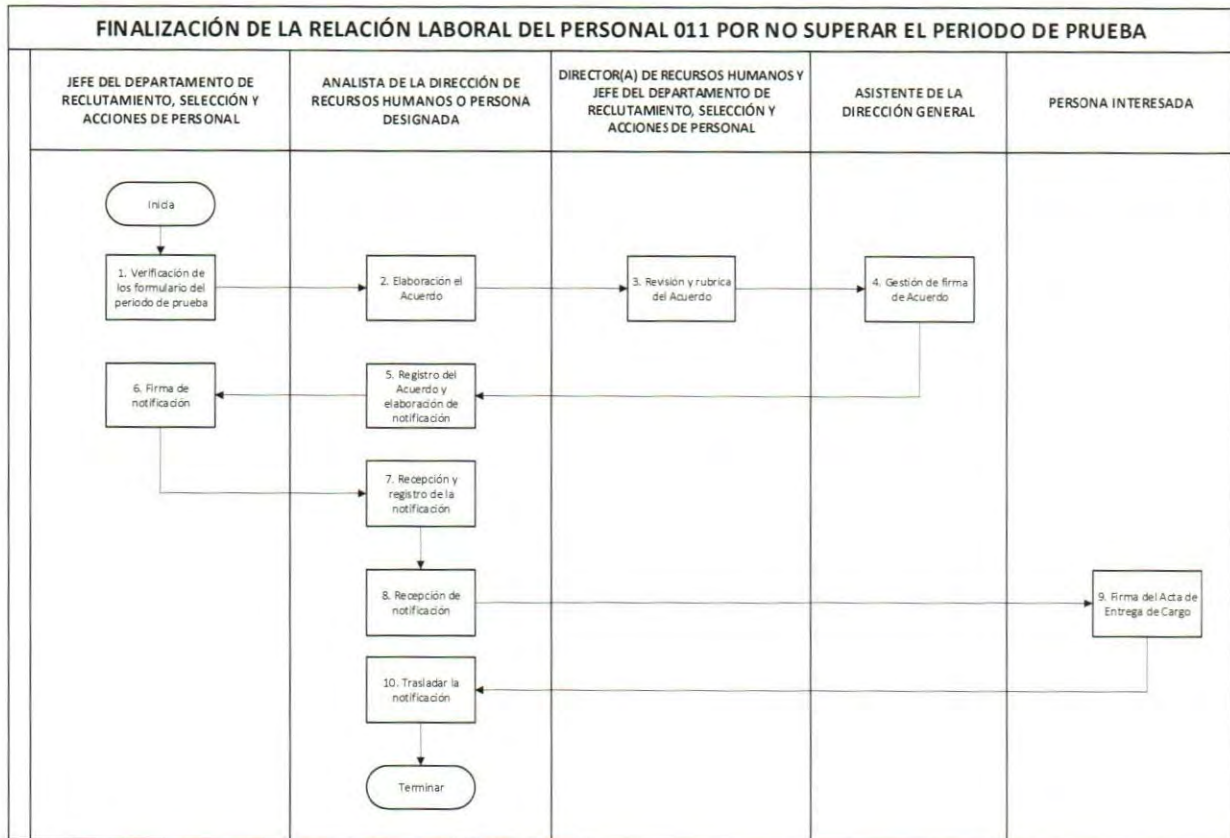 FINALIZACIÓN DE LA RELACIÓN LABORAL DEL PERSONAL 011 POR NO SUPERAR EL PERIODO DE PRUEBA
JEFE DEL DEPARTAMENTO DE
RECLUTAMIENTO, SELECCIÓN Y
ACCIONES DE PERSONAL
ANALISTA DE LA DIRECCIÓN DE
RECURSOS HUMANOS O PERSONA
DESIGNADA
DIRECTOR(A) DE RECURSOS HUMANOS Y
JEFE DEL DEPARTAMENTO DE
RECLUTAMIENTO, SELECCIÓN Y
ACCIONES DE PERSONAL
ASISTENTE DE LA
DIRECCIÓN GENERAL
PERSONA INTERESADA
Inicia
1. Verificación de
los formulario del
periodo de prueba
2. Elaboración el
Acuerdo
3. Revisión y rubrica
del Acuerdo
4. Gestión de firma
de Acuerdo
6. Firma de
notificación
5. Registro del
Acuerdo y
elaboración de
notificación
7. Recepción y
registro de la
notificación
8. Recepción de
notificación
9. Firma del Acta de
Entrega de Cargo
10. Trasladar la
notificación
Terminar